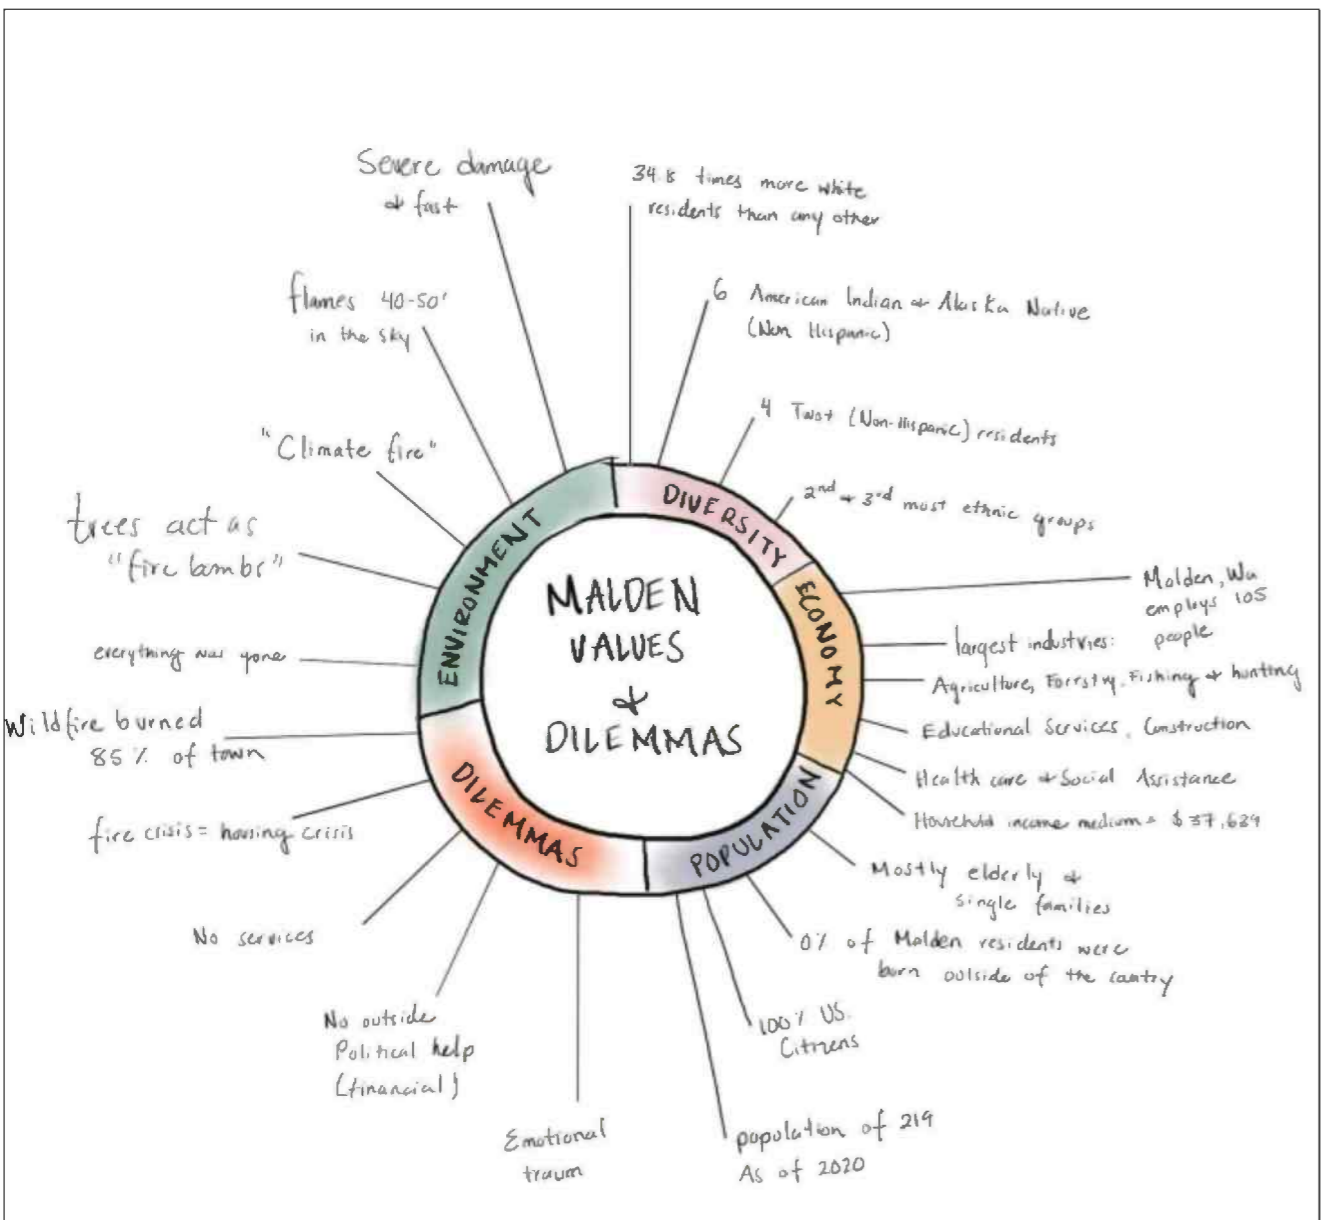 MALDEN
VALUES
&
DILEMMAS
DIVERSITY
34.8 times more white
residents than any other
6 American Indian & Alaska Native
(Non Hispanic)
4 Two+ (Non-Hispanic) residents
2nd & 3rd most ethnic groups
ECONOMY
Malden, Wa
employs 105
people
largest industries:
Agriculture, Forrstry, Fishing & hunting
Educational Services, Construction
Health care & Social Assistance
Household income medium = $37,639
POPULATION
Mostly elderly &
single families
0% of Malden residents were
born outside of the country
100% US.
Citizens
population of 219
As of 2020
DILEMMAS
Wildfire burned
85% of town
fire crisis = housing crisis
No services
No outside
Political help
(financial)
Emotional
traum
ENVIRONMENT
Severe damage
& fast
flames 40-50'
in the sky
"Climate fire"
trees act as
"fire bombs"
everything was gone